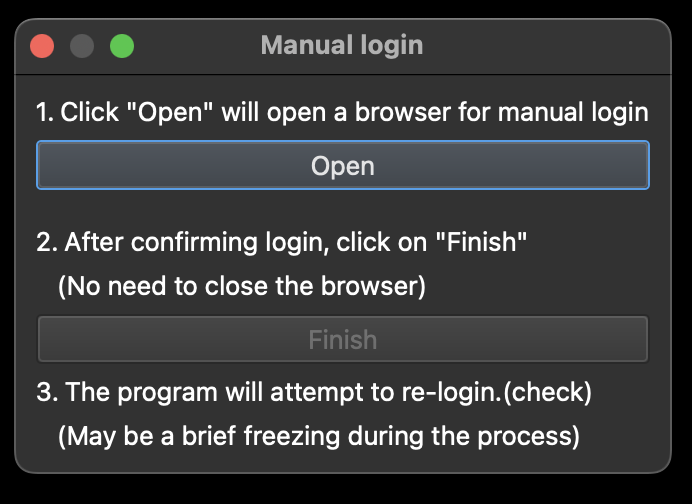 Manual login
1. Click "Open" will open a browser for manual login
Open
2. After confirming login, click on "Finish"
(No need to close the browser)
Finish
3. The program will attempt to re-login.(check)
(May be a brief freezing during the process)